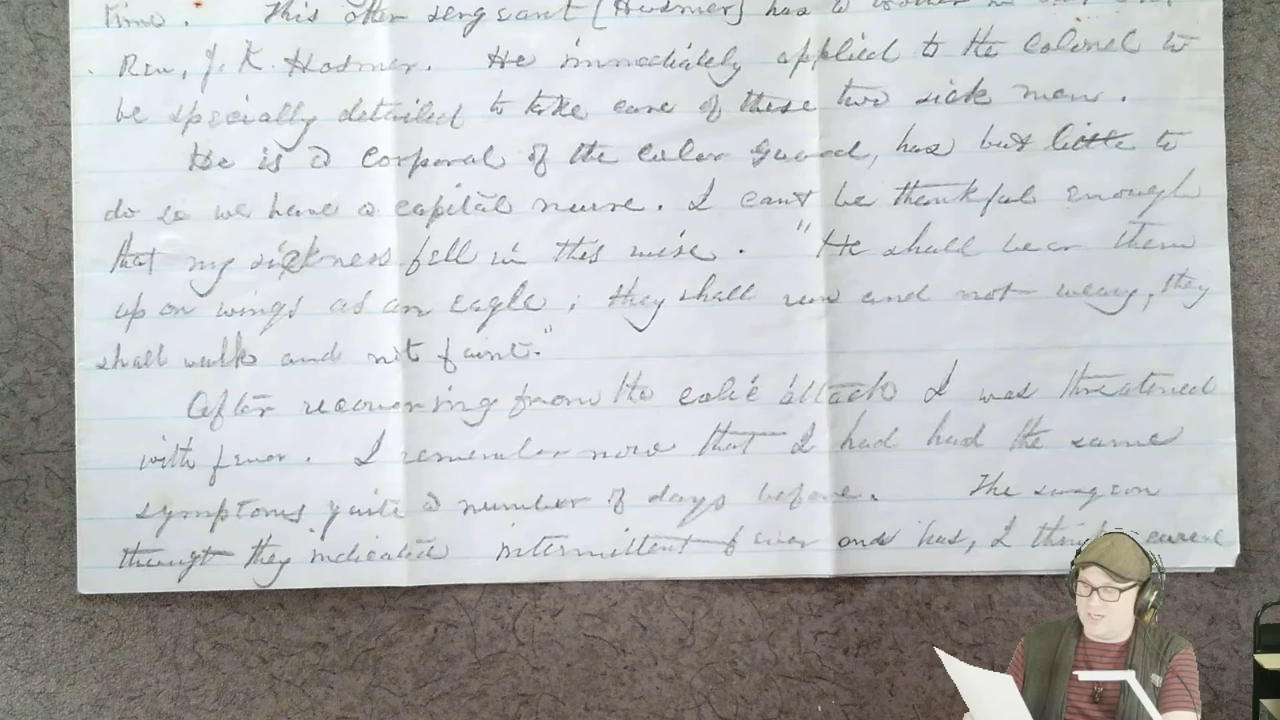 time. This other sergeant (Hosmer) has a
Rev, J. K. Hosmer. He immediately applied to the Colonel to
be specially detailed to take care of these two sick men.
He is a corporal of the color guard, has but little to
do so we have a capital nurse. I can't be thankful enough
that my sickness fell in this wise. "He shall bear them
up on wings as an eagle; they shall run and not weary, they
shall walk and not faint."
After recovering from the colic attack I was threatened
with fever. I remember now that I had had the same
symptoms quite a number of days before. The surgeon
thought they indicated intermittent fever and has, I think cured